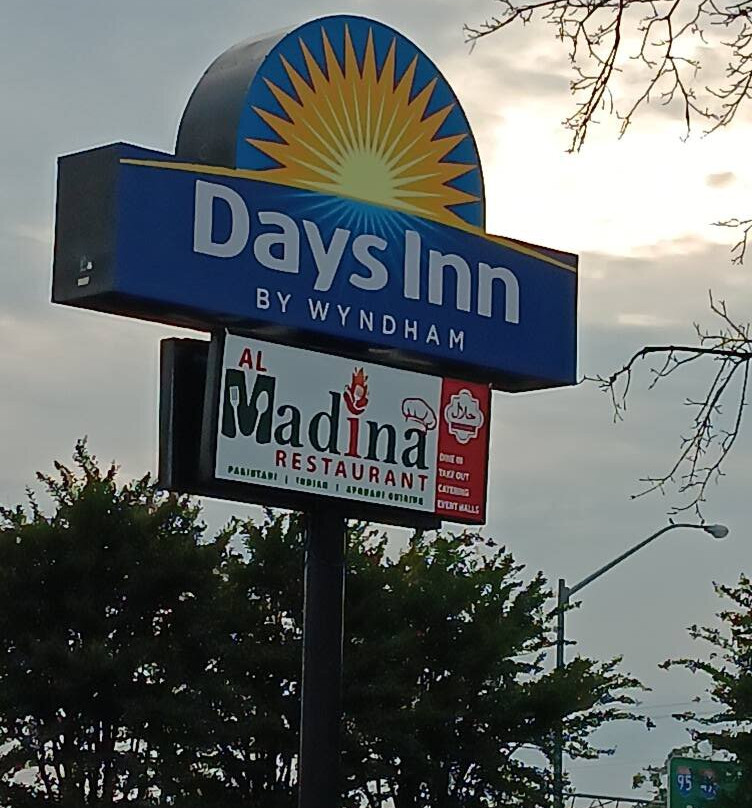 Days Inn
BY WYNDHAM
AL
Madina
RESTAURANT
PAKISTANI | INDIAN | AFGHANI CUISINE
حلال
DINE IN
TAKE OUT
CATERING
EVENT HALLS
95